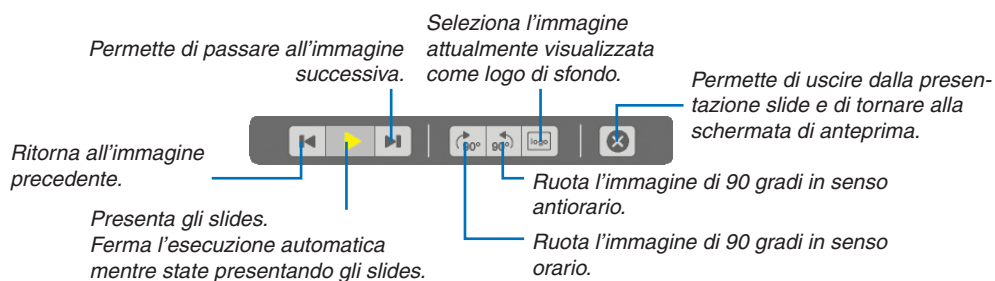 Seleziona l'immagine
attualmente visualizzata
come logo di sfondo.
Permette di passare all'immagine
successiva.
Permette di uscire dalla presen-
tazione slide e di tornare alla
schermata di anteprima.
90°
90°
logo
Ritorna all'immagine
precedente.
Ruota l'immagine di 90 gradi in senso
antiorario.
Presenta gli slides.
Ferma l'esecuzione automatica
mentre state presentando gli slides.
Ruota l'immagine di 90 gradi in senso
orario.